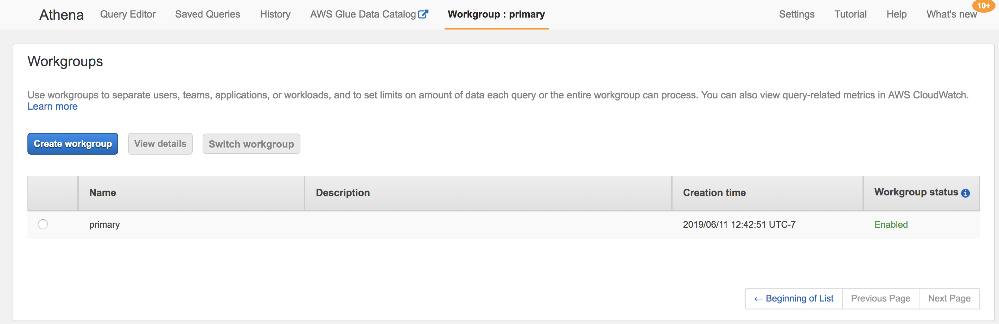 Athena Query Editor Saved Queries History AWS Glue Data Catalog Workgroup : primary Settings Tutorial Help What's new 10+
Workgroups
Use workgroups to separate users, teams, applications, or workloads, and to set limits on amount of data each query or the entire workgroup can process. You can also view query-related metrics in AWS CloudWatch.
Learn more
Create workgroup View details Switch workgroup
Name Description Creation time Workgroup status
primary 2019/06/11 12:42:51 UTC-7 Enabled
← Beginning of List Previous Page Next Page